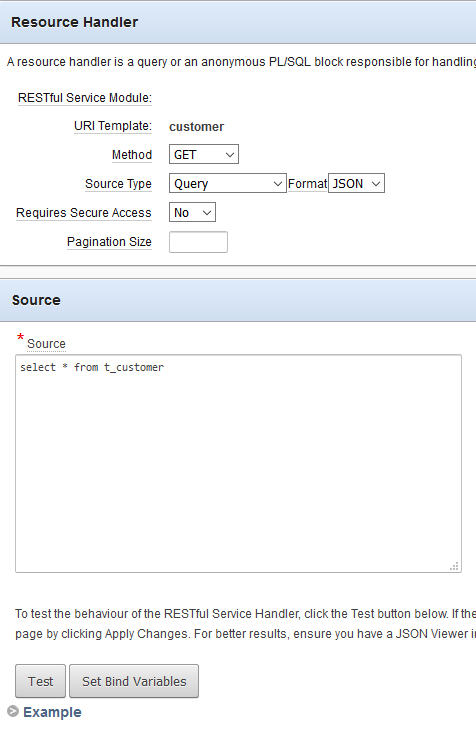 Resource Handler
A resource handler is a query or an anonymous PL/SQL block responsible for handling
RESTful Service Module:
URI Template: customer
Method GET
Source Type Query Format JSON
Requires Secure Access No
Pagination Size
Source
* Source
select * from t_customer
To test the behaviour of the RESTful Service Handler, click the Test button below. If the
page by clicking Apply Changes. For better results, ensure you have a JSON Viewer in
Test Set Bind Variables
Example